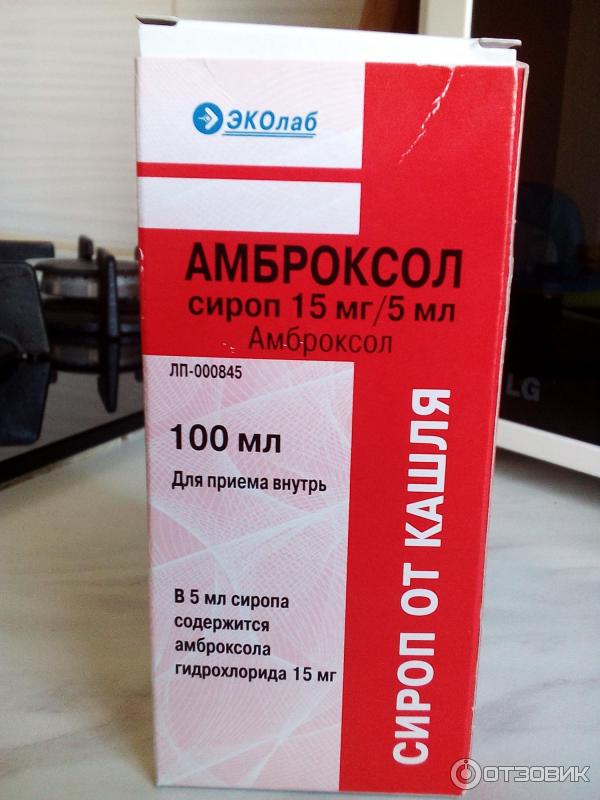 ЭКОлаб
АМБРОКСОЛ
сироп 15 мг/5 мл
Амброксол
ЛП-000845
100 мл
Для приема внутрь
В 5 мл сиропа
содержится
амброксола
гидрохлорида 15 мг
СИРОП ОТ КАШЛЯ
LG
ОТЗОВИК